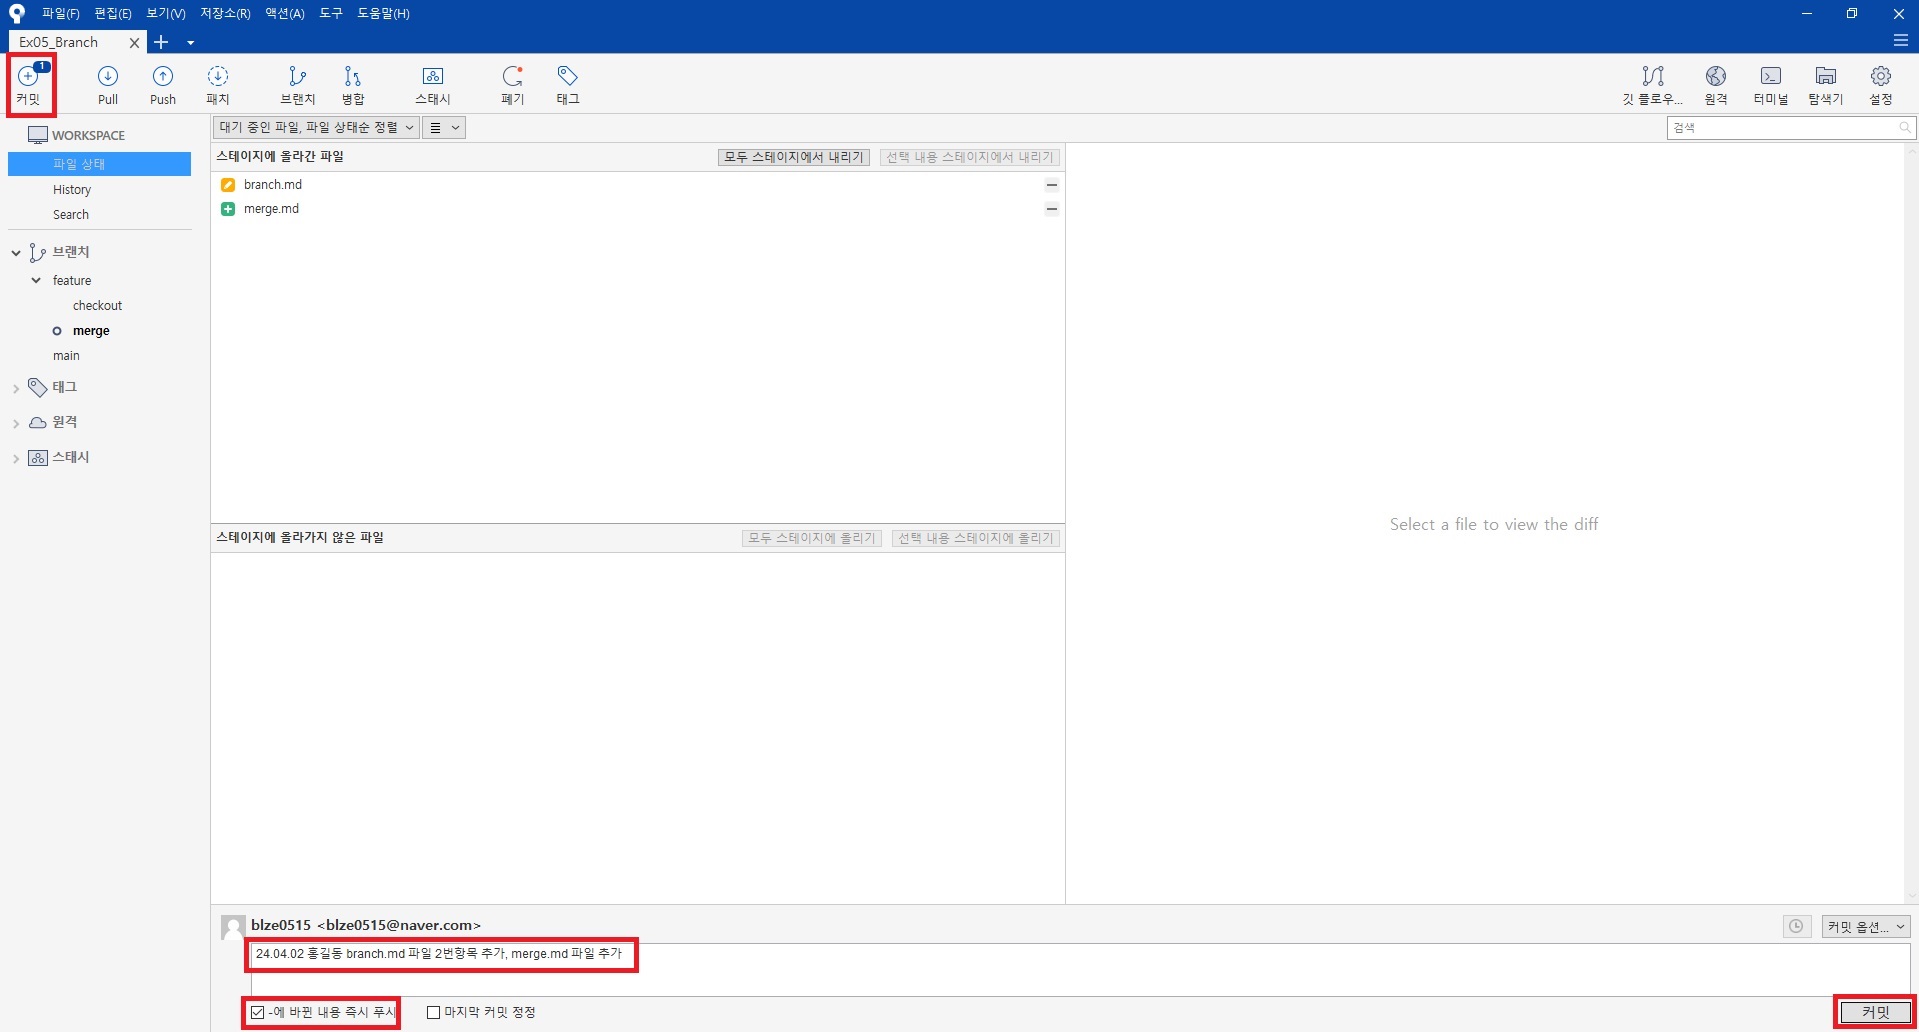 파일(F) 편집(E) 보기(V) 저장소(R) 액션(A) 도구 도움말(H)
Ex05_Branch
1
커밋 Pull Push 패치 브랜치 병합 스태시 폐기 태그 깃 플로우... 원격 터미널 탐색기 설정
WORKSPACE
파일 상태
History
Search
브랜치
feature
checkout
merge
main
태그
원격
스태시
대기 중인 파일, 파일 상태순 정렬
검색
스테이지에 올라간 파일 모두 스테이지에서 내리기 선택 내용 스테이지에서 내리기
branch.md
merge.md
스테이지에 올라가지 않은 파일 모두 스테이지에 올리기 선택 내용 스테이지에 올리기
Select a file to view the diff
blze0515 <blze0515@naver.com>
커밋 옵션...
24.04.02 홍길동 branch.md 파일 2번항목 추가, merge.md 파일 추가
-에 바뀐 내용 즉시 푸시 마지막 커밋 정정
커밋